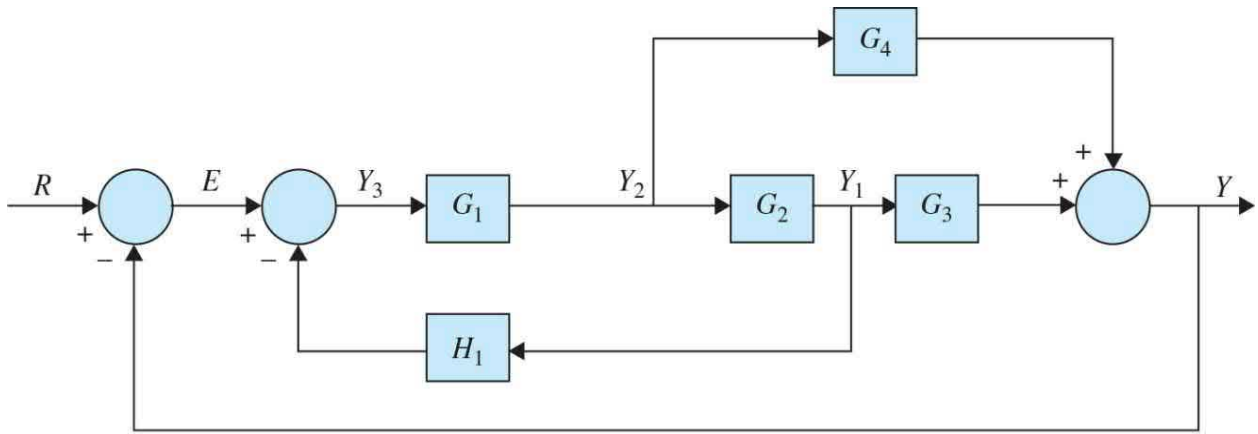 G4
+
R E Y3 G1 Y2 G2 Y1 G3 + Y
+ − + −
H1